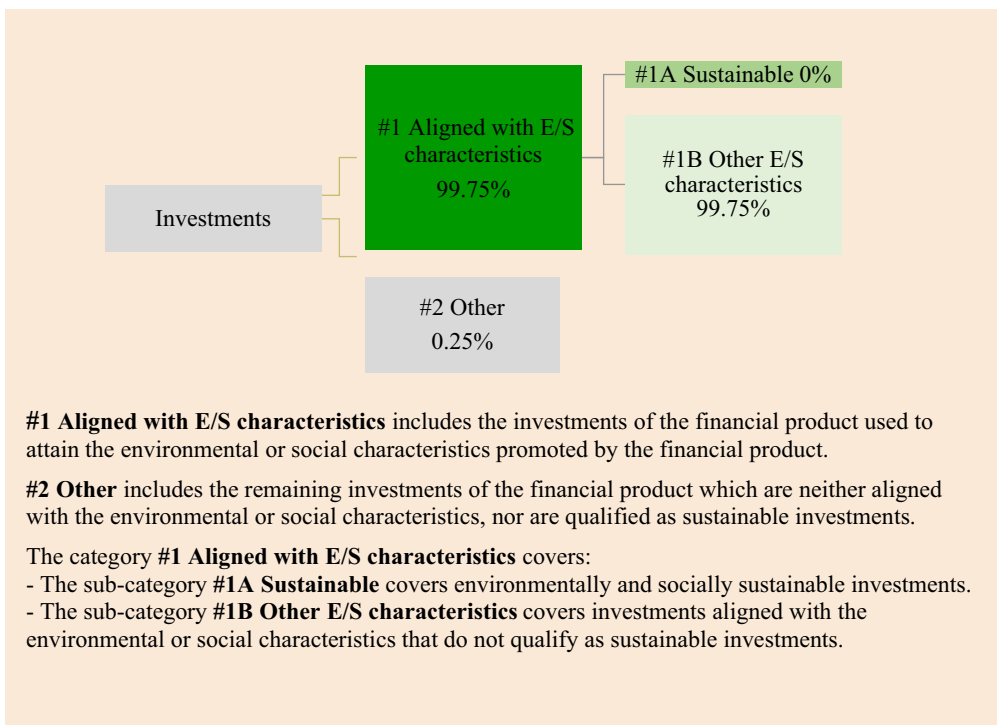 #1A Sustainable 0%
#1 Aligned with E/S
characteristics
99.75%
#1B Other E/S
characteristics
99.75%
Investments
#2 Other
0.25%
#1 Aligned with E/S characteristics includes the investments of the financial product used to
attain the environmental or social characteristics promoted by the financial product.
#2 Other includes the remaining investments of the financial product which are neither aligned
with the environmental or social characteristics, nor are qualified as sustainable investments.
The category #1 Aligned with E/S characteristics covers:
- The sub-category #1A Sustainable covers environmentally and socially sustainable investments.
- The sub-category #1B Other E/S characteristics covers investments aligned with the
environmental or social characteristics that do not qualify as sustainable investments.